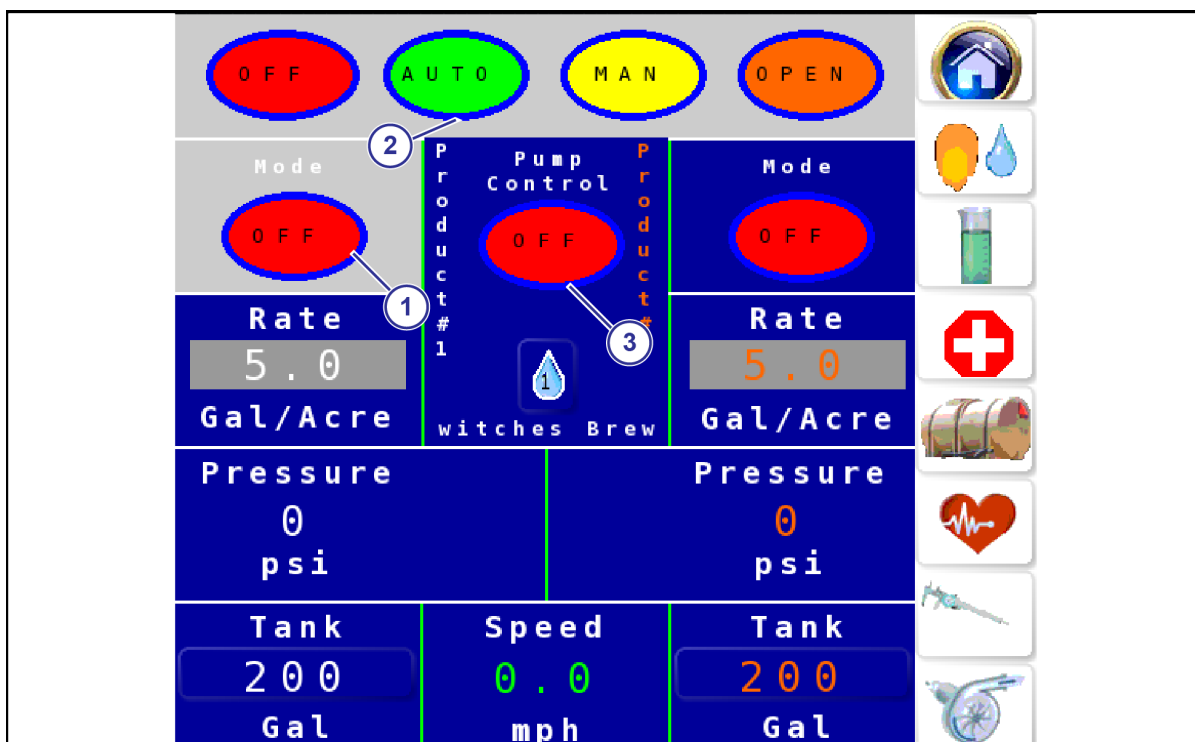 OFF AUTO MAN OPEN
2
Mode
OFF
1
Product#1
Pump
Control
OFF
3
1
witches Brew
Product#
Mode
OFF
Rate
5.0
Gal/Acre
Rate
5.0
Gal/Acre
Pressure
0
psi
Pressure
0
psi
Tank
200
Gal
Speed
0.0
mph
Tank
200
Gal